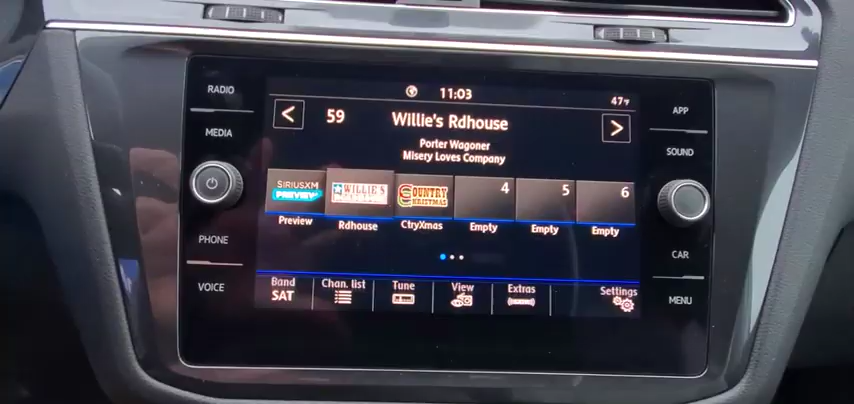 RADIO
MEDIA
PHONE
VOICE
11:03
47°F
<
59
Willie's Rdhouse
>
Porter Wagoner
Misery Loves Company
SIRIUSXM
PREVIEW
WILLIE'S
COUNTRY
CHRISTMAS
4
5
6
Preview
Rdhouse
CtryXmas
Empty
Empty
Empty
Band
SAT
Chan. list
Tune
View
Extras
Settings
APP
SOUND
CAR
MENU